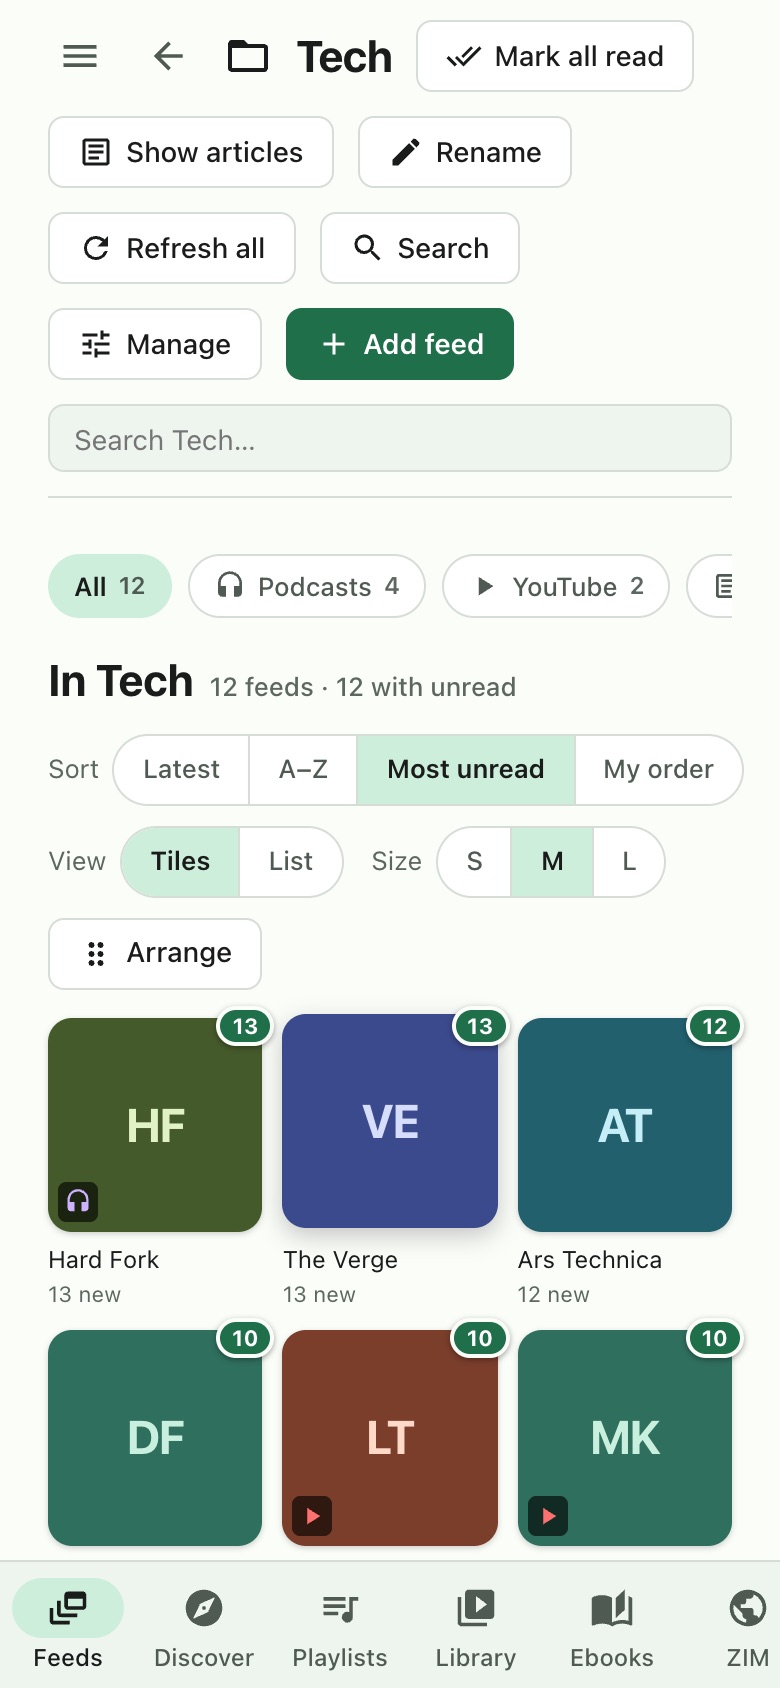 Tech
Mark all read
Show articles
Rename
Refresh all
Search
Manage
+ Add feed
Search Tech...
All 12
Podcasts 4
YouTube 2
In Tech 12 feeds · 12 with unread
Sort Latest A–Z Most unread My order
View Tiles List Size S M L
Arrange
13 13 12
HF VE AT
Hard Fork The Verge Ars Technica
13 new 13 new 12 new
10 10 10
DF LT MK
Feeds Discover Playlists Library Ebooks ZIM